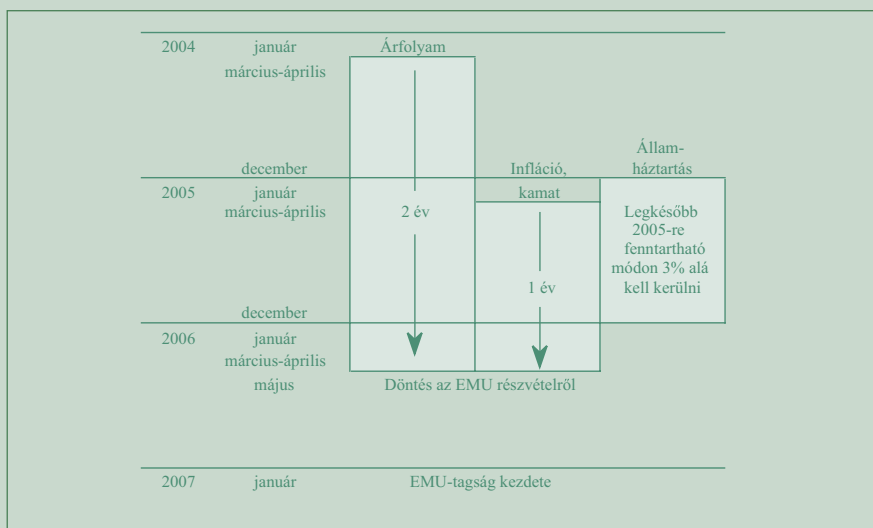 2004 január Árfolyam
március-április
Állam-
december Infláció, háztartás
2005 január kamat
március-április 2 év Legkésőbb
2005-re
fenntartható
módon 3% alá
1 év kell kerülni
december
2006 január
március-április
május Döntés az EMU részvételről
2007 január EMU-tagság kezdete